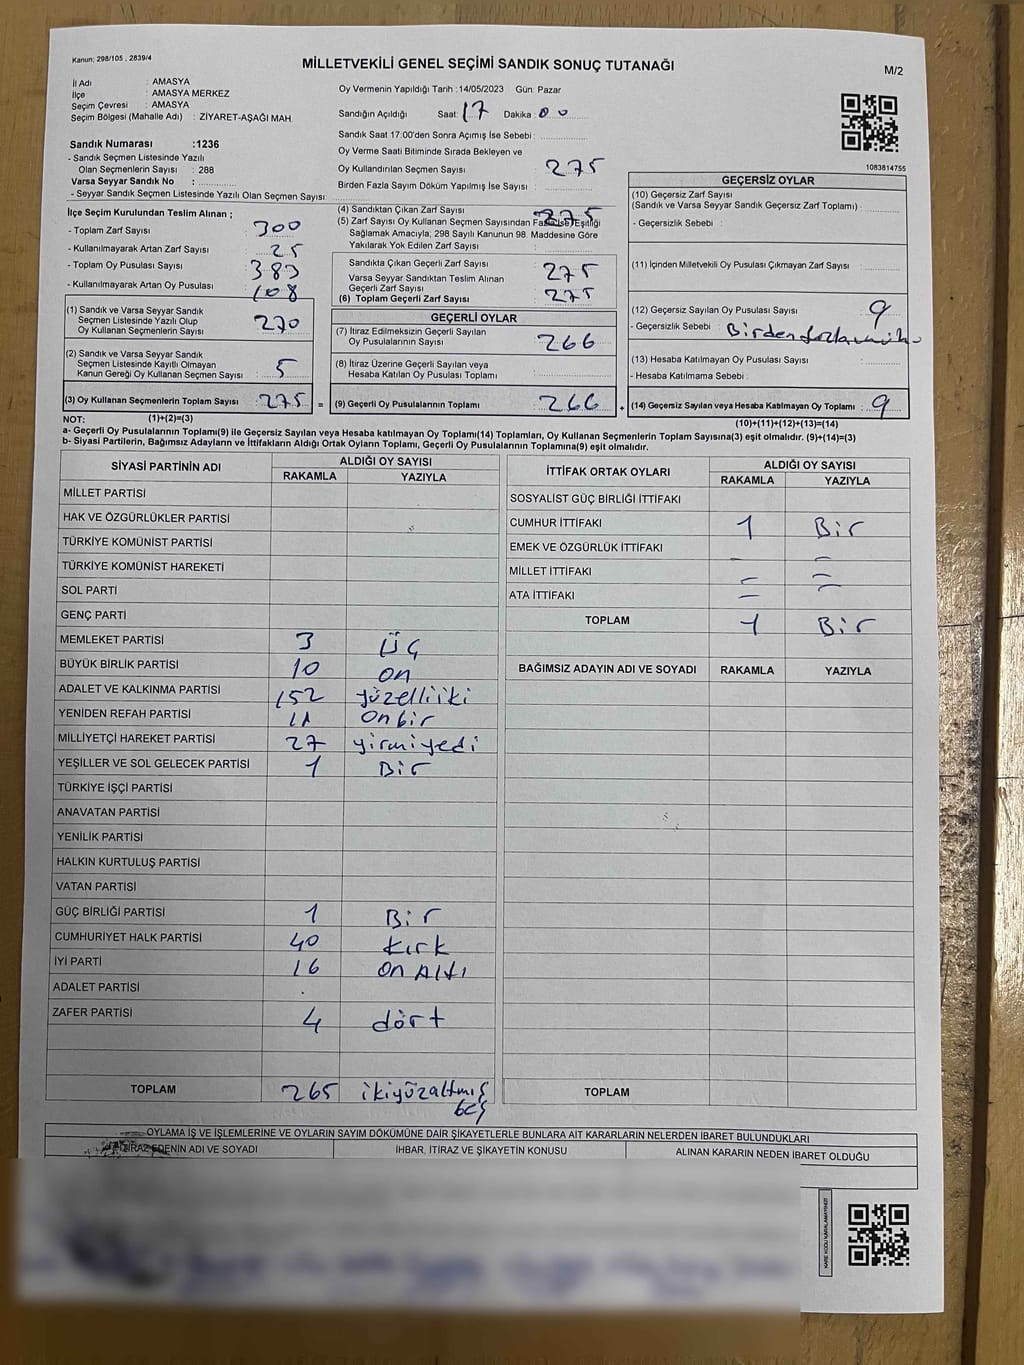 Kanun: 298/105 , 2839/4
MİLLETVEKİLİ GENEL SEÇİMİ SANDIK SONUÇ TUTANAĞI
M/2
İl Adı : AMASYA
İlçe : AMASYA MERKEZ
Seçim Çevresi : AMASYA
Seçim Bölgesi (Mahalle Adı) : ZİYARET-AŞAĞI MAH.
Sandık Numarası :1236
- Sandık Seçmen Listesinde Yazılı
Olan Seçmenlerin Sayısı : 288
Varsa Seyyar Sandık No :
- Seyyar Sandık Seçmen Listesinde Yazılı Olan Seçmen Sayısı:
Oy Vermenin Yapıldığı Tarih :14/05/2023 Gün: Pazar
Sandığın Açıldığı Saat: 17 Dakika: 00
Sandık Saat 17:00'den Sonra Açımış İse Sebebi :
Oy Verme Saati Bitiminde Sırada Bekleyen ve
Oy Kullandırılan Seçmen Sayısı 275
Birden Fazla Sayım Döküm Yapılmış İse Sayısı :
1083814755
İlçe Seçim Kurulundan Teslim Alınan ;
- Toplam Zarf Sayısı : 300
- Kullanılmayarak Artan Zarf Sayısı : 25
- Toplam Oy Pusulası Sayısı : 383
- Kullanılmayarak Artan Oy Pusulası : 108
(1) Sandık ve Varsa Seyyar Sandık
Seçmen Listesinde Yazılı Olup
Oy Kullanan Seçmenlerin Sayısı : 270
(2) Sandık ve Varsa Seyyar Sandık
Seçmen Listesinde Kayıtlı Olmayan
Kanun Gereği Oy Kullanan Seçmen Sayısı : 5
(3) Oy Kullanan Seçmenlerin Toplam Sayısı : 275 =
(4) Sandıktan Çıkan Zarf Sayısı 275
(5) Zarf Sayısı Oy Kullanan Seçmen Sayısından Fazla İse) Eşitliği
Sağlamak Amacıyla; 298 Sayılı Kanunun 98. Maddesine Göre
Yakılarak Yok Edilen Zarf Sayısı :
Sandıkta Çıkan Geçerli Zarf Sayısı : 275
Varsa Seyyar Sandıktan Teslim Alınan
Geçerli Zarf Sayısı :
(6) Toplam Geçerli Zarf Sayısı : 275
GEÇERLİ OYLAR
(7) İtiraz Edilmeksizin Geçerli Sayılan
Oy Pusulalarının Sayısı : 266
(8) İtiraz Üzerine Geçerli Sayılan veya
Hesaba Katılan Oy Pusulası Toplamı :
(9) Geçerli Oy Pusulalarının Toplamı : 266 +
GEÇERSİZ OYLAR
(10) Geçersiz Zarf Sayısı
(Sandık ve Varsa Seyyar Sandık Geçersiz Zarf Toplamı) :
- Geçersizlik Sebebi :
(11) İçinden Milletvekili Oy Pusulası Çıkmayan Zarf Sayısı :
(12) Geçersiz Sayılan Oy Pusulası Sayısı : 9
- Geçersizlik Sebebi : Birden fazla
(13) Hesaba Katılmayan Oy Pusulası Sayısı :
- Hesaba Katılmama Sebebi :
(14) Geçersiz Sayılan veya Hesaba Katılmayan Oy Toplamı : 9
NOT: (1)+(2)=(3) (10)+(11)+(12)+(13)=(14)
a- Geçerli Oy Pusulaları Toplamı(9) ile Geçersiz Sayılan veya Hesaba katılmayan Oy Toplamı(14) Toplamları, Oy Kullanan Seçmenlerin Toplam Sayısına(3) eşit olmalıdır. (9)+(14)=(3)
b- Siyasi Partilerin, Bağımsız Adayların ve İttifakların Aldığı Ortak Oyların Toplamı, Geçerli Oy Pusulalarının Toplamına(9) eşit olmalıdır.
SİYASİ PARTİNİN ADI ALDIĞI OY SAYISI
RAKAMLA YAZIYLA
MİLLET PARTİSİ
HAK VE ÖZGÜRLÜKLER PARTİSİ
TÜRKİYE KOMÜNİST PARTİSİ
TÜRKİYE KOMÜNİST HAREKETİ
SOL PARTİ
GENÇ PARTİ
MEMLEKET PARTİSİ 3 Üç
BÜYÜK BİRLİK PARTİSİ 10 on
ADALET VE KALKINMA PARTİSİ 152 yüzelliiki
YENİDEN REFAH PARTİSİ 11 Onbir
MİLLİYETÇİ HAREKET PARTİSİ 27 yirmiyedi
YEŞİLLER VE SOL GELECEK PARTİSİ 1 Bir
TÜRKİYE İŞÇİ PARTİSİ
ANAVATAN PARTİSİ
YENİLİK PARTİSİ
HALKIN KURTULUŞ PARTİSİ
VATAN PARTİSİ
GÜÇ BİRLİĞİ PARTİSİ 1 Bir
CUMHURİYET HALK PARTİSİ 40 Kırk
İYİ PARTİ 16 on Altı
ADALET PARTİSİ
ZAFER PARTİSİ 4 dört
TOPLAM 265 ikiyüzaltmış
beş
İTTİFAK ORTAK OYLARI ALDIĞI OY SAYISI
RAKAMLA YAZIYLA
SOSYALİST GÜÇ BİRLİĞİ İTTİFAKI
CUMHUR İTTİFAKI 1 Bir
EMEK VE ÖZGÜRLÜK İTTİFAKI – =
MİLLET İTTİFAKI = =
ATA İTTİFAKI = =
TOPLAM 1 Bir
BAĞIMSIZ ADAYIN ADI VE SOYADI RAKAMLA YAZIYLA
TOPLAM
OYLAMA İŞ VE İŞLEMLERİNE VE OYLARIN SAYIM DÖKÜMÜNE DAİR ŞİKAYETLERLE BUNLARA AİT KARARLARIN NELERDEN İBARET BULUNDUKLARI
İTİRAZ EDENİN ADI VE SOYADI İHBAR, İTİRAZ VE ŞİKAYETİN KONUSU ALINAN KARARIN NEDEN İBARET OLDUĞU
KARE KODU KARALAMAYINIZ!